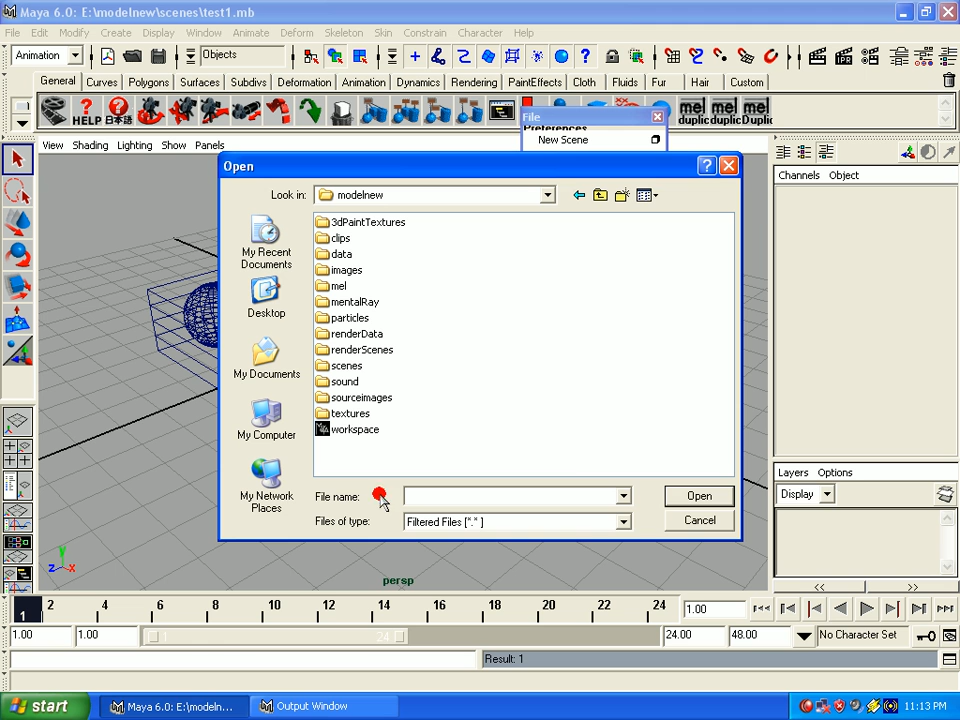 Maya 6.0: E:\modelnew\scenes\test1.mb
File Edit Modify Create Display Window Animate Deform Skeleton Skin Constrain Character Help
Animation Objects
General Curves Polygons Surfaces Subdivs Deformation Animation Dynamics Rendering PaintEffects Cloth Fluids Fur Hair Custom
HELP 日本語 mel mel mel
duplic duplic Duplic
File
Preferences
New Scene
View Shading Lighting Show Panels
Channels Object
Open
Look in: modelnew
My Recent Documents
Desktop
My Documents
My Computer
My Network Places
3dPaintTextures
clips
data
images
mel
mentalRay
particles
renderData
renderScenes
scenes
sound
sourceimages
textures
workspace
File name: Open
Files of type: Filtered Files [*.* ] Cancel
Layers Options
Display
y
z x
persp
<< >>
1 2 4 6 8 10 12 14 16 18 20 22 24 1.00
1.00 1.00 1 24 24.00 48.00 No Character Set
Result: 1
start Maya 6.0: E:\modeln... Output Window 11:13 PM